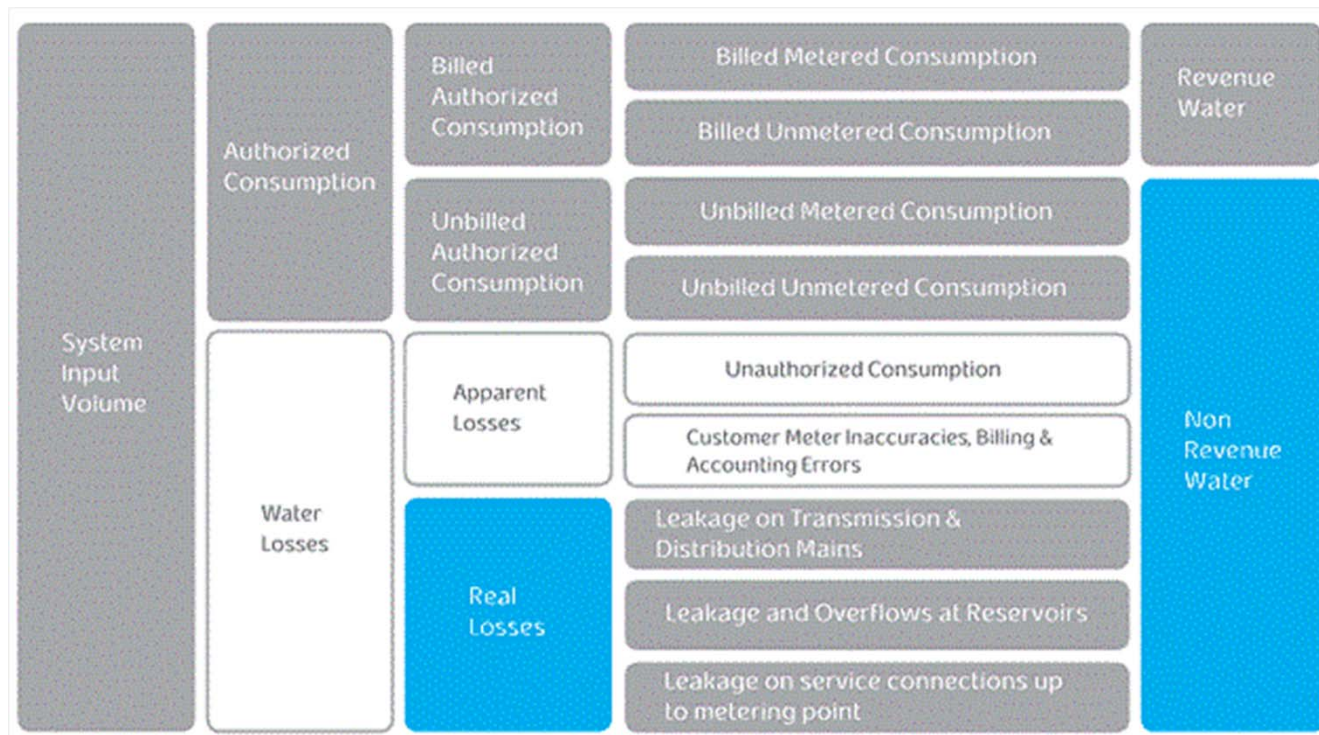 System
Input
Volume
Authorized
Consumption
Water
Losses
Billed
Authorized
Consumption
Unbilled
Authorized
Consumption
Apparent
Losses
Real
Losses
Billed Metered Consumption
Billed Unmetered Consumption
Unbilled Metered Consumption
Unbilled Unmetered Consumption
Unauthorized Consumption
Customer Meter Inaccuracies, Billing &
Accounting Errors
Leakage on Transmission &
Distribution Mains
Leakage and Overflows at Reservoirs
Leakage on service connections up
to metering point
Revenue
Water
Non
Revenue
Water